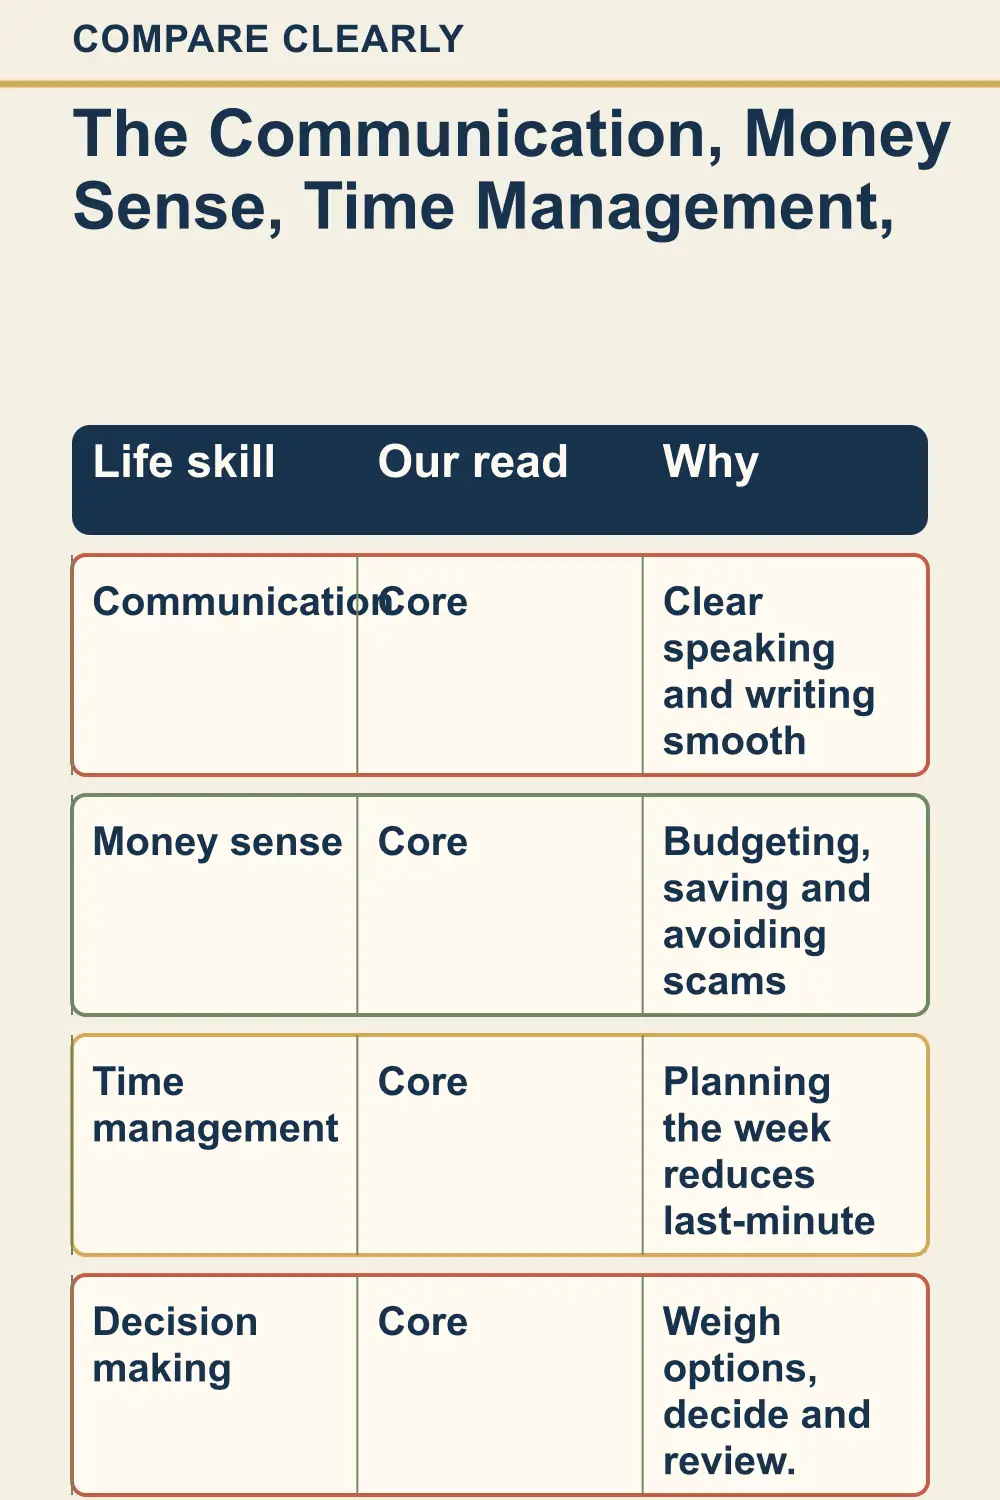 COMPARE CLEARLY
The Communication, Money
Sense, Time Management,
Life skill Our read Why
Communication Core Clear
speaking
and writing
smooth
Money sense Core Budgeting,
saving and
avoiding
scams
Time Core Planning
management the week
reduces
last-minute
Decision Core Weigh
making options,
decide and
review.